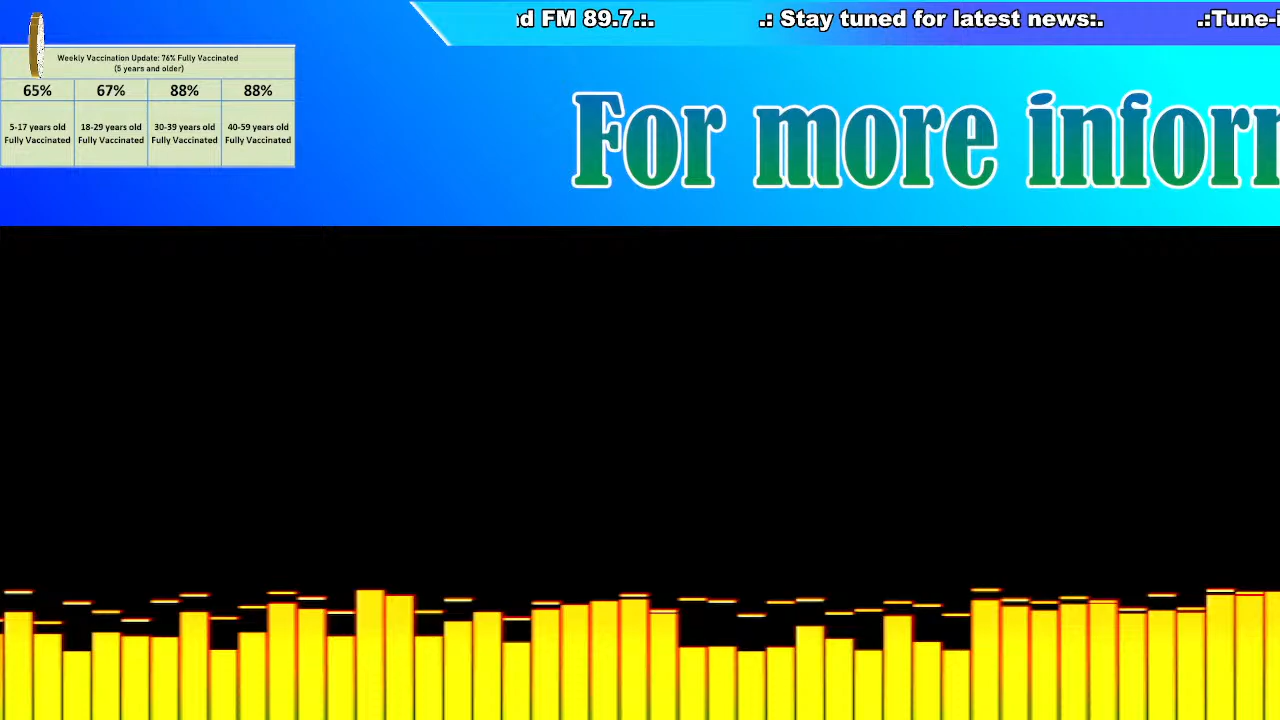 d FM 89.7.:.
.: Stay tuned for latest news:.
.:Tune-i
Weekly Vaccination Update: 76% Fully Vaccinated
(5 years and older)
65% 67% 88% 88%
5-17 years old 18-29 years old 30-39 years old 40-59 years old
Fully Vaccinated Fully Vaccinated Fully Vaccinated Fully Vaccinated
For more infor